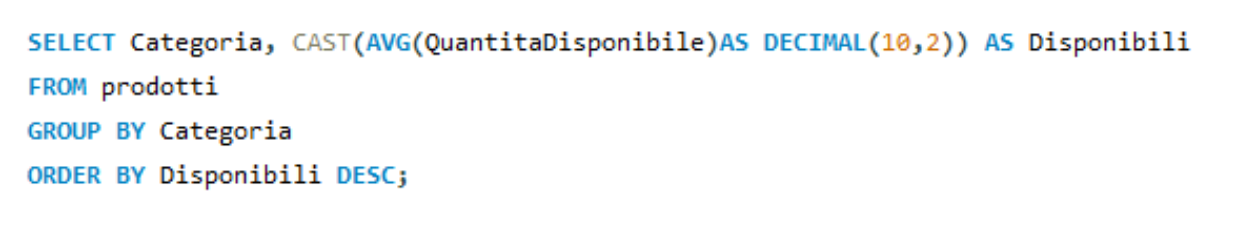 SELECT Categoria, CAST(AVG(QuantitaDisponibile)AS DECIMAL(10,2)) AS Disponibili
FROM prodotti
GROUP BY Categoria
ORDER BY Disponibili DESC;